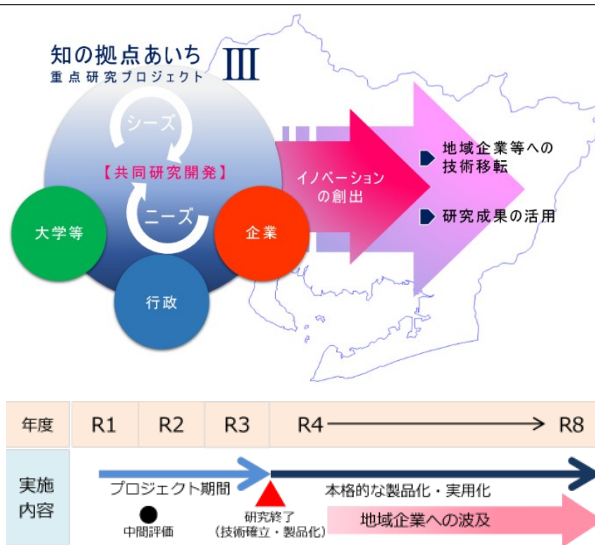 知の拠点あいち
重点研究プロジェクト Ⅲ
シーズ
【共同研究開発】
ニーズ
大学等
行政
企業
イノベーション
の創出
地域企業等への
技術移転
研究成果の活用
年度 R1 R2 R3 R4 R8
実施
内容
プロジェクト期間
本格的な製品化・実用化
中間評価
研究終了
(技術確立・製品化)
地域企業への波及